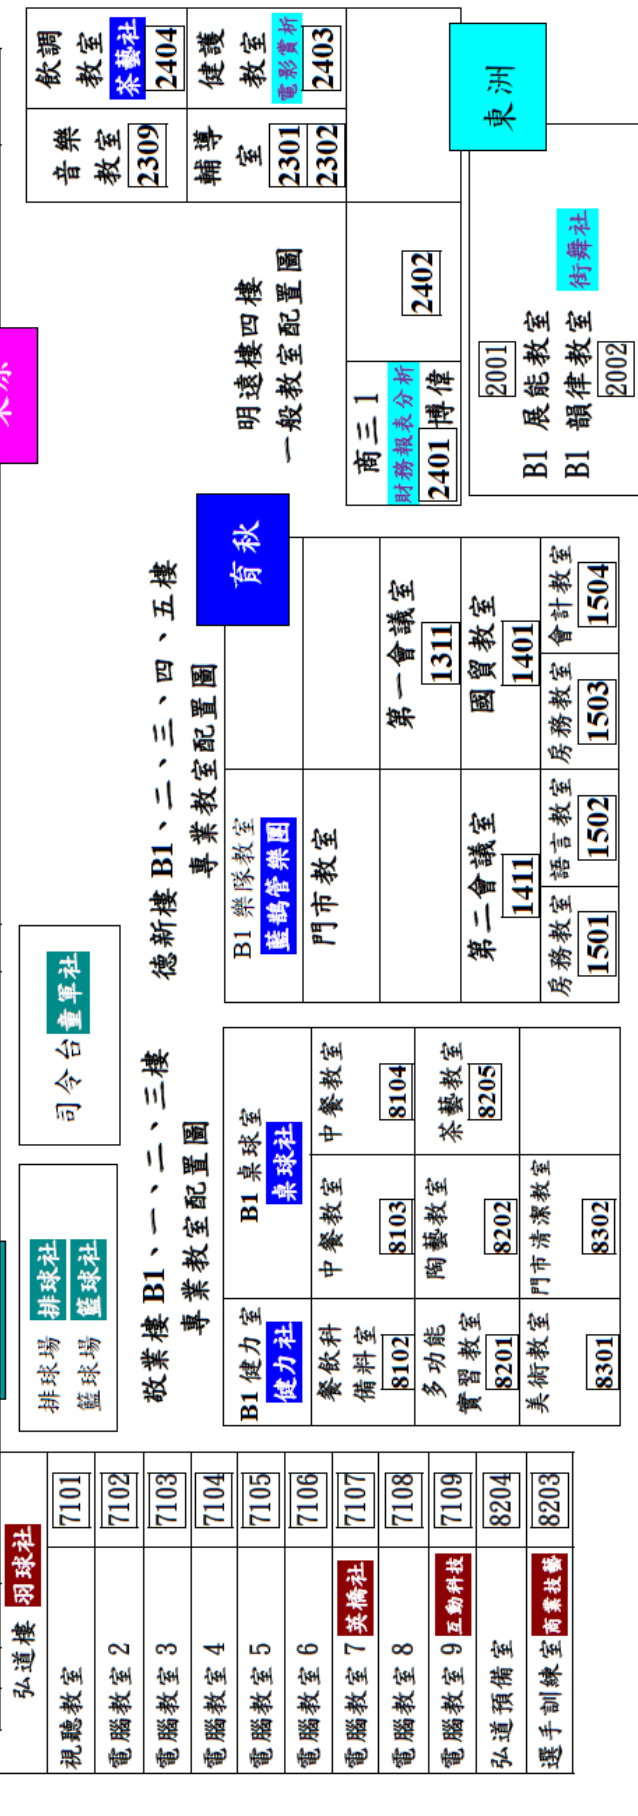 弘道樓 羽球社
視聽教室 7101
電腦教室 2 7102
電腦教室 3 7103
電腦教室 4 7104
電腦教室 5 7105
電腦教室 6 7106
電腦教室 7 英橋社 7107
電腦教室 8 7108
電腦教室 9 互動科技 7109
弘道預備室 8204
選手訓練室 商業技藝 8203
排球場 排球社
籃球場 籃球社
司令台 童軍社
敬業樓 B1、一、二、三樓
專業教室配置圖
B1 健力室
健力社
B1 桌球室
桌球社
餐飲科
備料室
8102
中餐教室
8103
中餐教室
8104
多功能
實習教室
8201
陶藝教室
8202
茶藝教室
8205
美術教室
8301
門市清潔教室
8302
德新樓 B1、二、三、四、五樓
專業教室配置圖
育秋
B1 樂隊教室
藍鵲管樂團
門市教室
第一會議室
1311
第二會議室
1411
國貿教室
1401
房務教室
1501
語言教室
1502
房務教室
1503
會計教室
1504
明遠樓四樓
一般教室配置圖
飲調
教室
茶藝社
2404
健護
教室
電影賞析
2403
音樂
教室
2309
輔導
室
2301
2302
2402
商三1
財務報表分析
2401 博偉
東洲
2001
B1 展能教室
街舞社
B1 韻律教室
2002